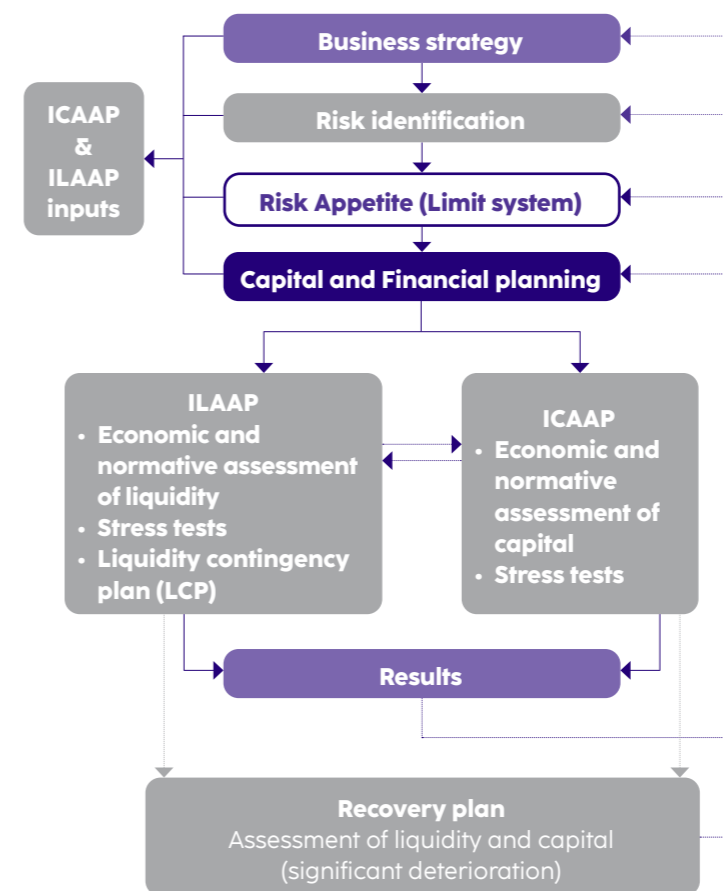 Business strategy
ICAAP
&
ILAAP
inputs
Risk identification
Risk Appetite (Limit system)
Capital and Financial planning
ILAAP
• Economic and
normative assessment
of liquidity
• Stress tests
• Liquidity contingency
plan (LCP)
ICAAP
• Economic and
normative
assessment of
capital
• Stress tests
Results
Recovery plan
Assessment of liquidity and capital
(significant deterioration)